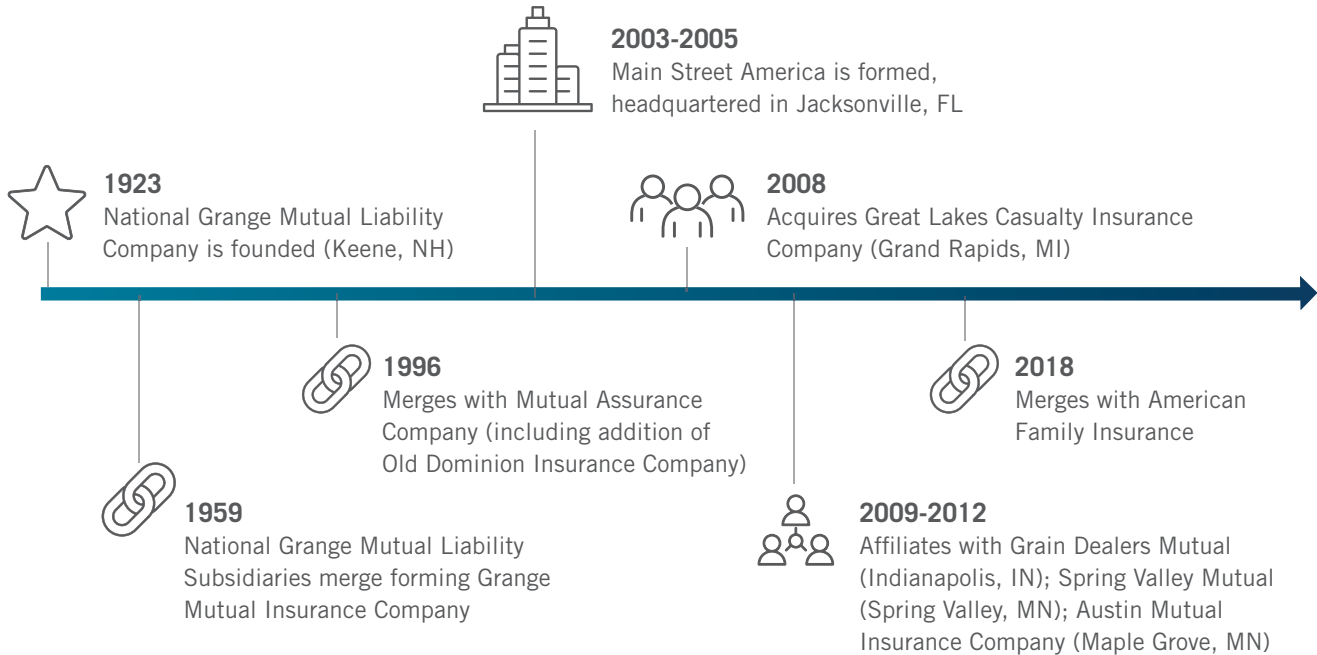 2003-2005
Main Street America is formed,
headquartered in Jacksonville, FL
1923
National Grange Mutual Liability
Company is founded (Keene, NH)
2008
Acquires Great Lakes Casualty Insurance
Company (Grand Rapids, MI)
1996
Merges with Mutual Assurance
Company (including addition of
Old Dominion Insurance Company)
2018
Merges with American
Family Insurance
1959
National Grange Mutual Liability
Subsidiaries merge forming Grange
Mutual Insurance Company
2009-2012
Affiliates with Grain Dealers Mutual
(Indianapolis, IN); Spring Valley Mutual
(Spring Valley, MN); Austin Mutual
Insurance Company (Maple Grove, MN)